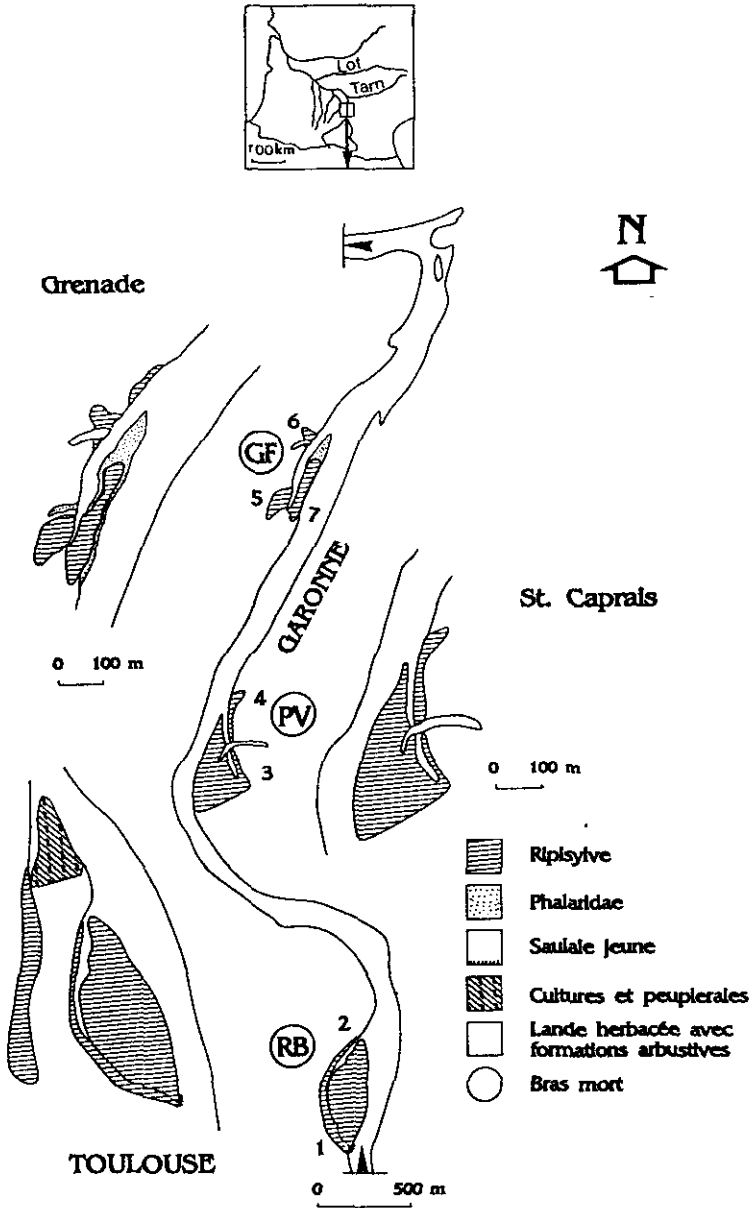 Lot
Tarn
100km
N
Grenade
6
GF
5
7
GARONNE
St. Caprais
0 100 m
4
PV
3
0 100 m
Ripisylve
Phalaridae
Saulaie jeune
Cultures et peupleraies
Lande herbacée avec
formations arbustives
Bras mort
2
RB
1
TOULOUSE
0 500 m